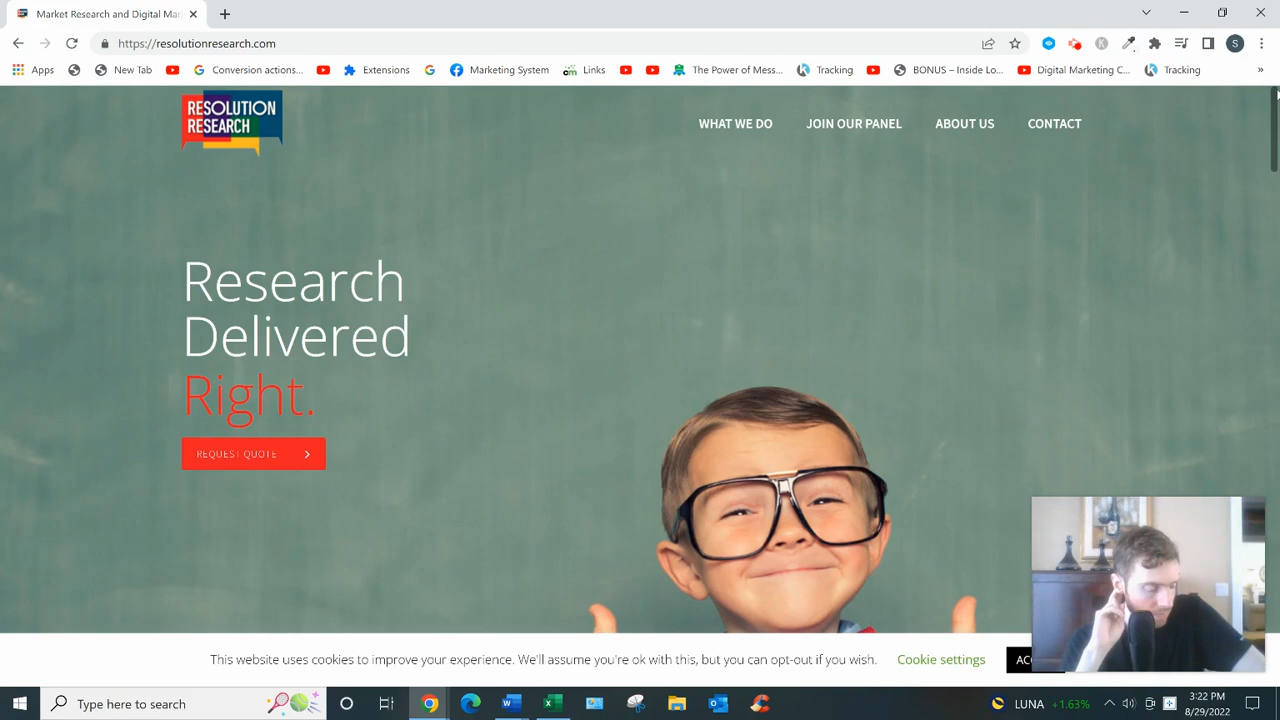 Market Research and Digital Mar
https://resolutionresearch.com
S
Apps
New Tab
Conversion actions...
Extensions
G
Marketing System
Links
The Power of Mess...
Tracking
BONUS – Inside Lo...
Digital Marketing C...
Tracking
»
RESOLUTION
RESEARCH
WHAT WE DO
JOIN OUR PANEL
ABOUT US
CONTACT
Research
Delivered
Right.
REQUEST QUOTE
This website uses cookies to improve your experience. We'll assume you're ok with this, but you can opt-out if you wish.
Cookie settings
Type here to search
LUNA +1.63%
3:22 PM
8/29/2022